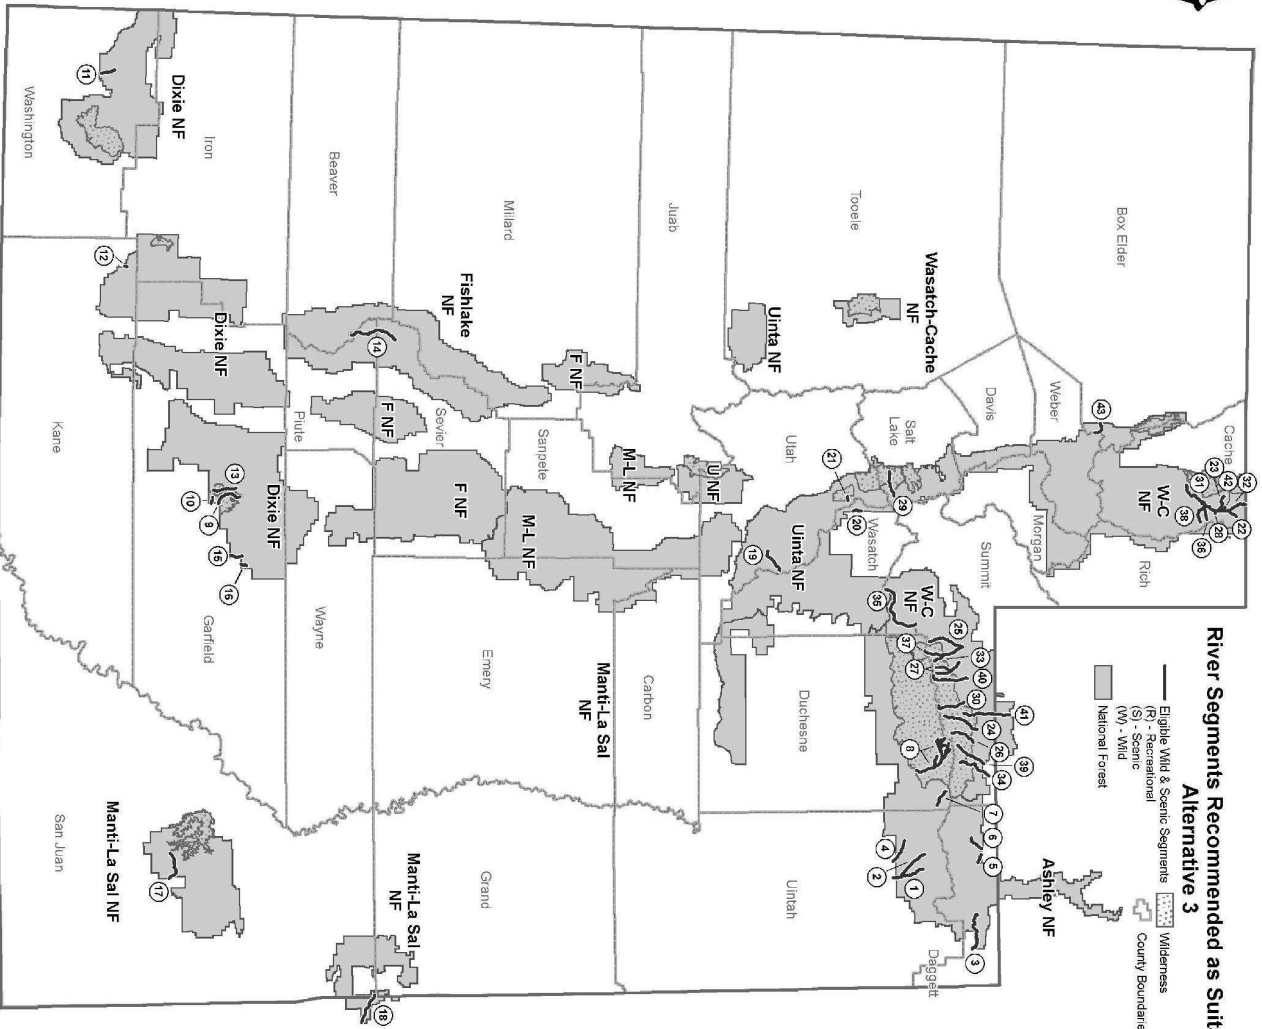 River Segments Recommended as Suit
Alternative 3
Eligible Wild & Scenic Segments
(R) - Recreational
(S) - Scenic
(W) - Wild
National Forest
Wilderness
County Boundarie
Box Elder
Cache
Rich
Weber
Morgan
Davis
Summit
Salt
Lake
Tooele
Utah
Wasatch
Daggett
Duchesne
Uintah
Juab
Carbon
Millard
Sanpete
Emery
Grand
Sevier
Beaver
Piute
Wayne
Iron
Garfield
Washington
Kane
San Juan
W-C
NF
Wasatch-Cache
NF
W-C
NF
Ashley NF
Uinta NF
Uinta NF
U NF
M-L NF
M-L NF
Manti-La Sal
NF
Manti-La Sal
NF
Manti-La Sal NF
Fishlake
NF
F NF
F NF
F NF
Dixie NF
Dixie NF
Dixie NF
43
32
42
23
31
22
28
38
36
29
21
20
19
35
25
37
27
33
40
30
41
24
26
39
34
8
7
6
5
4
2
1
3
14
11
12
13
10
9
15
16
17
18